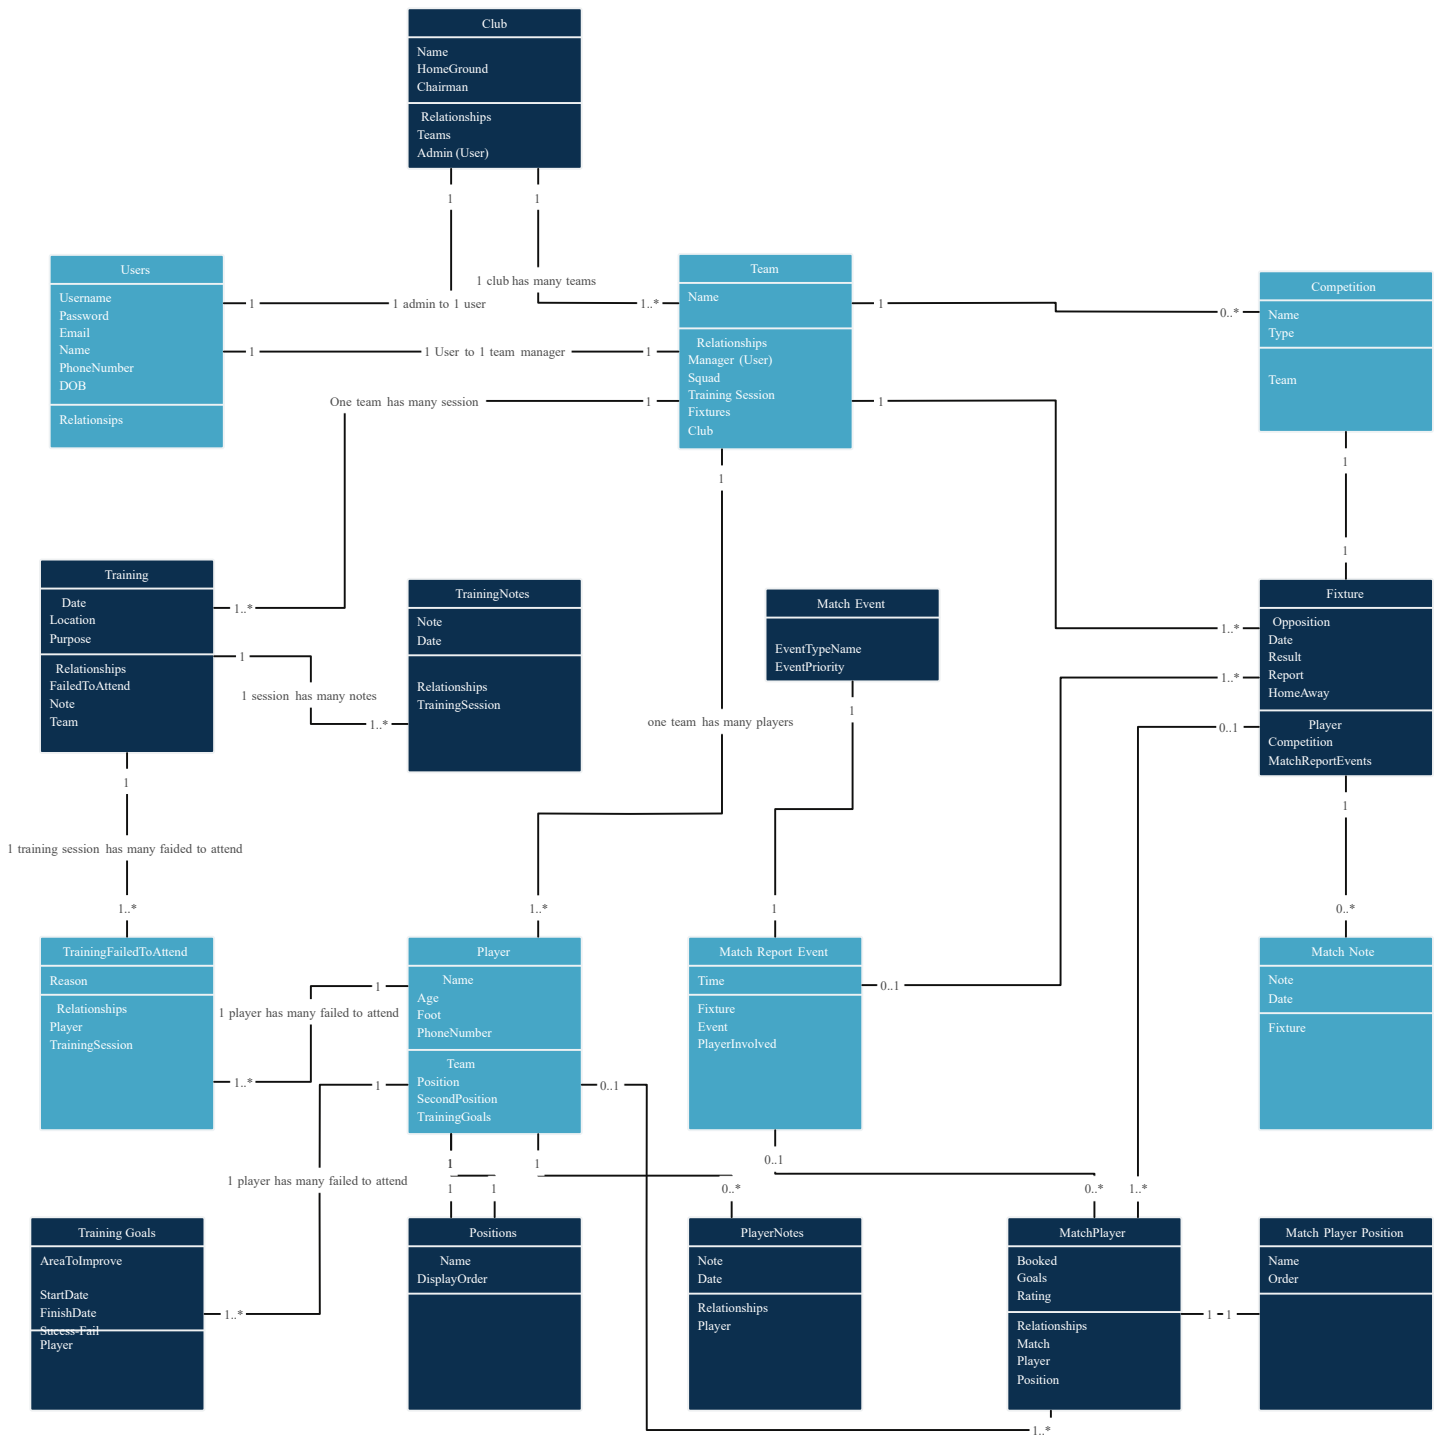 Club
Name
HomeGround
Chairman
Relationships
Teams
Admin (User)
1
1
1 club has many teams
1
1 admin to 1 user
1..*
Users
Username
Password
Email
Name
PhoneNumber
DOB
Relationsips
1
1 User to 1 team manager
1
One team has many session
1
Team
Name
Relationships
Manager (User)
Squad
Training Session
Fixtures
Club
1
0..*
1
1
Competition
Name
Type
Team
1
1
Training
Date
Location
Purpose
Relationships
FailedToAttend
Note
Team
1..*
1
1 session has many notes
1..*
TrainingNotes
Note
Date
Relationships
TrainingSession
one team has many players
Match Event
EventTypeName
EventPriority
1
Fixture
Opposition
Date
Result
Report
HomeAway
Player
Competition
MatchReportEvents
1..*
1..*
0..1
1
1 training session has many faided to attend
1..*
1..*
1
1
0..*
TrainingFailedToAttend
Reason
Relationships
Player
TrainingSession
1
1 player has many failed to attend
1..*
1
Player
Name
Age
Foot
PhoneNumber
Team
Position
SecondPosition
TrainingGoals
0..1
Match Report Event
Time
Fixture
Event
PlayerInvolved
0..1
Match Note
Note
Date
Fixture
1
1
0..1
1 player has many failed to attend
1
1
0..*
0..*
1..*
Training Goals
AreaToImprove
StartDate
FinishDate
Sucess-Fail
Player
1..*
Positions
Name
DisplayOrder
PlayerNotes
Note
Date
Relationships
Player
MatchPlayer
Booked
Goals
Rating
Relationships
Match
Player
Position
1
1
Match Player Position
Name
Order
1..*